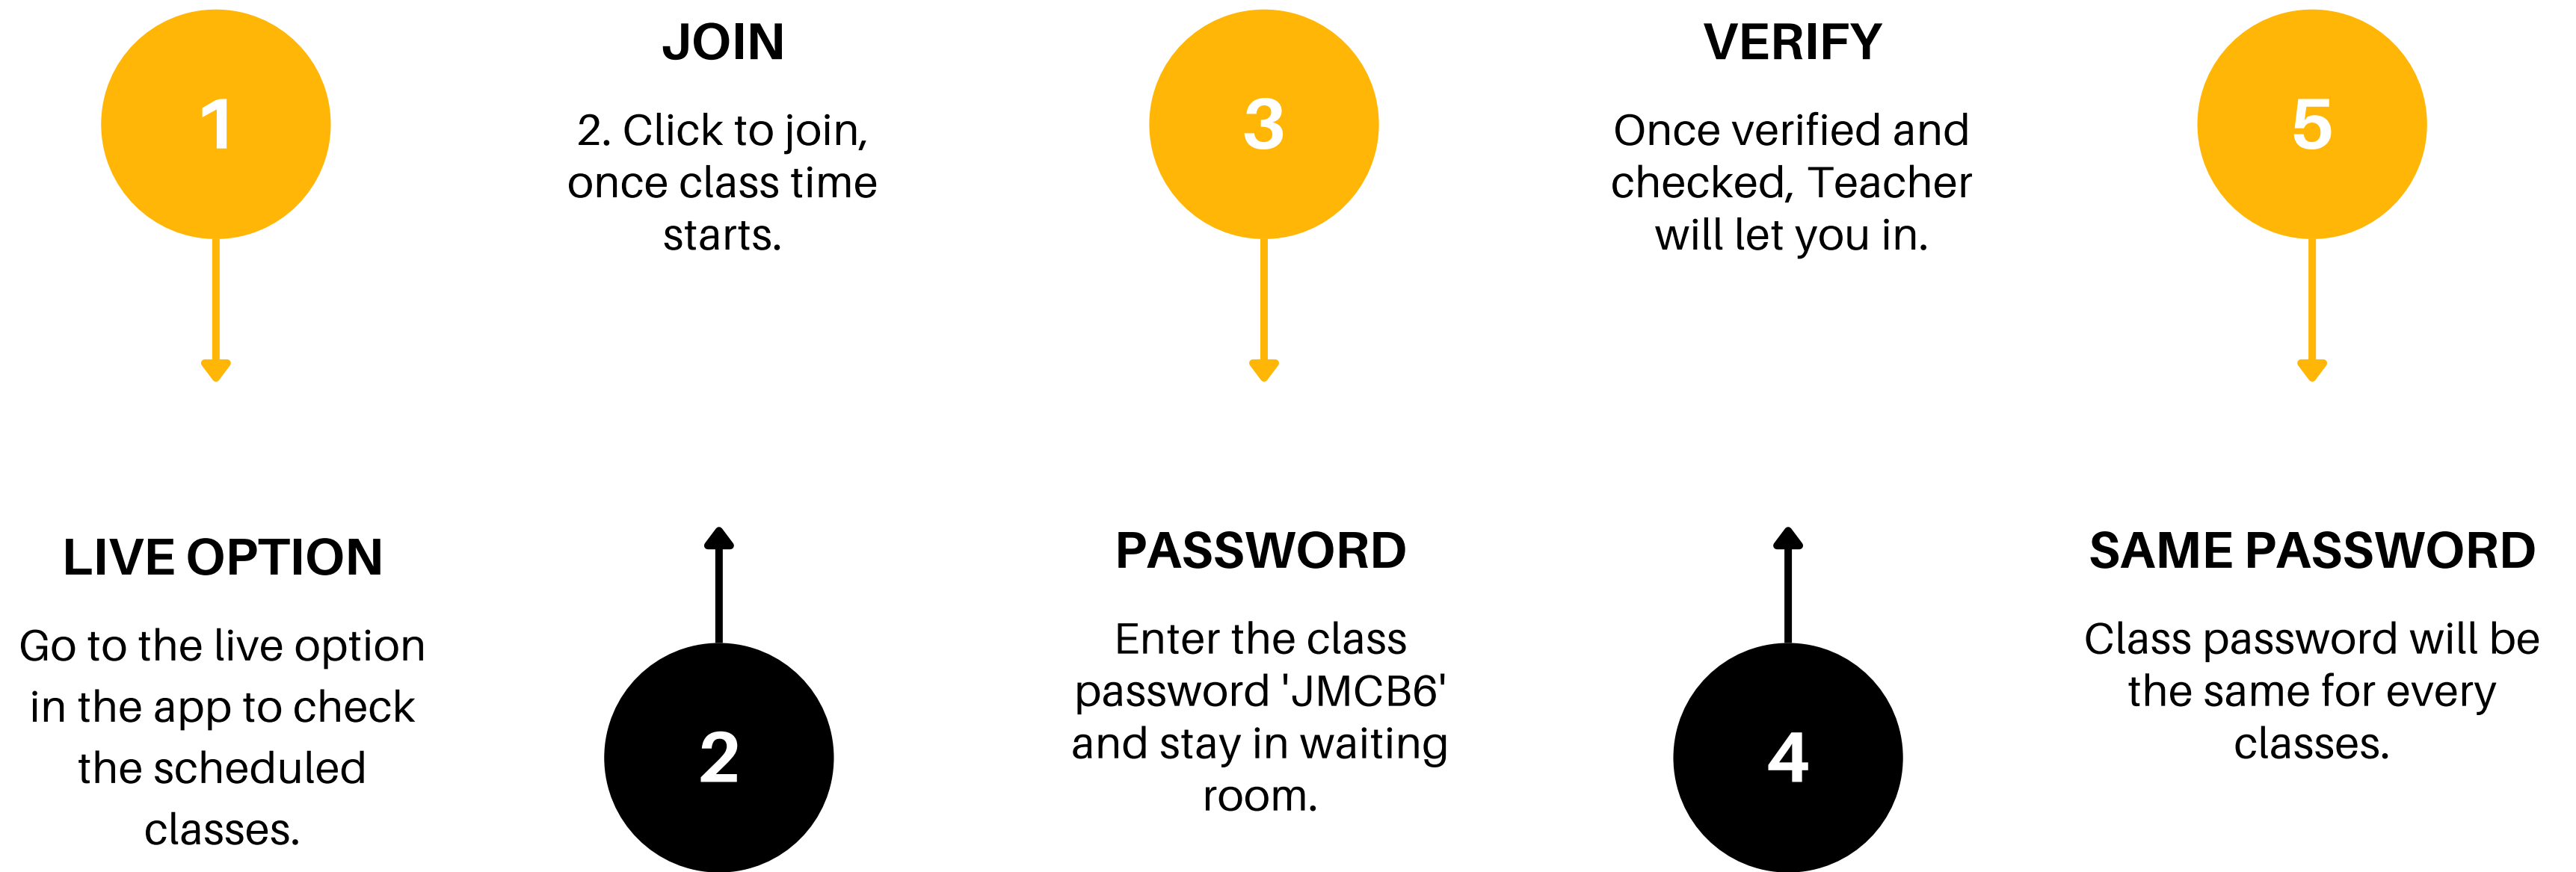 1
LIVE OPTION
Go to the live option
in the app to check
the scheduled
classes.
JOIN
2. Click to join,
once class time
starts.
2
3
PASSWORD
Enter the class
password 'JMCB6'
and stay in waiting
room.
VERIFY
Once verified and
checked, Teacher
will let you in.
4
5
SAME PASSWORD
Class password will be
the same for every
classes.